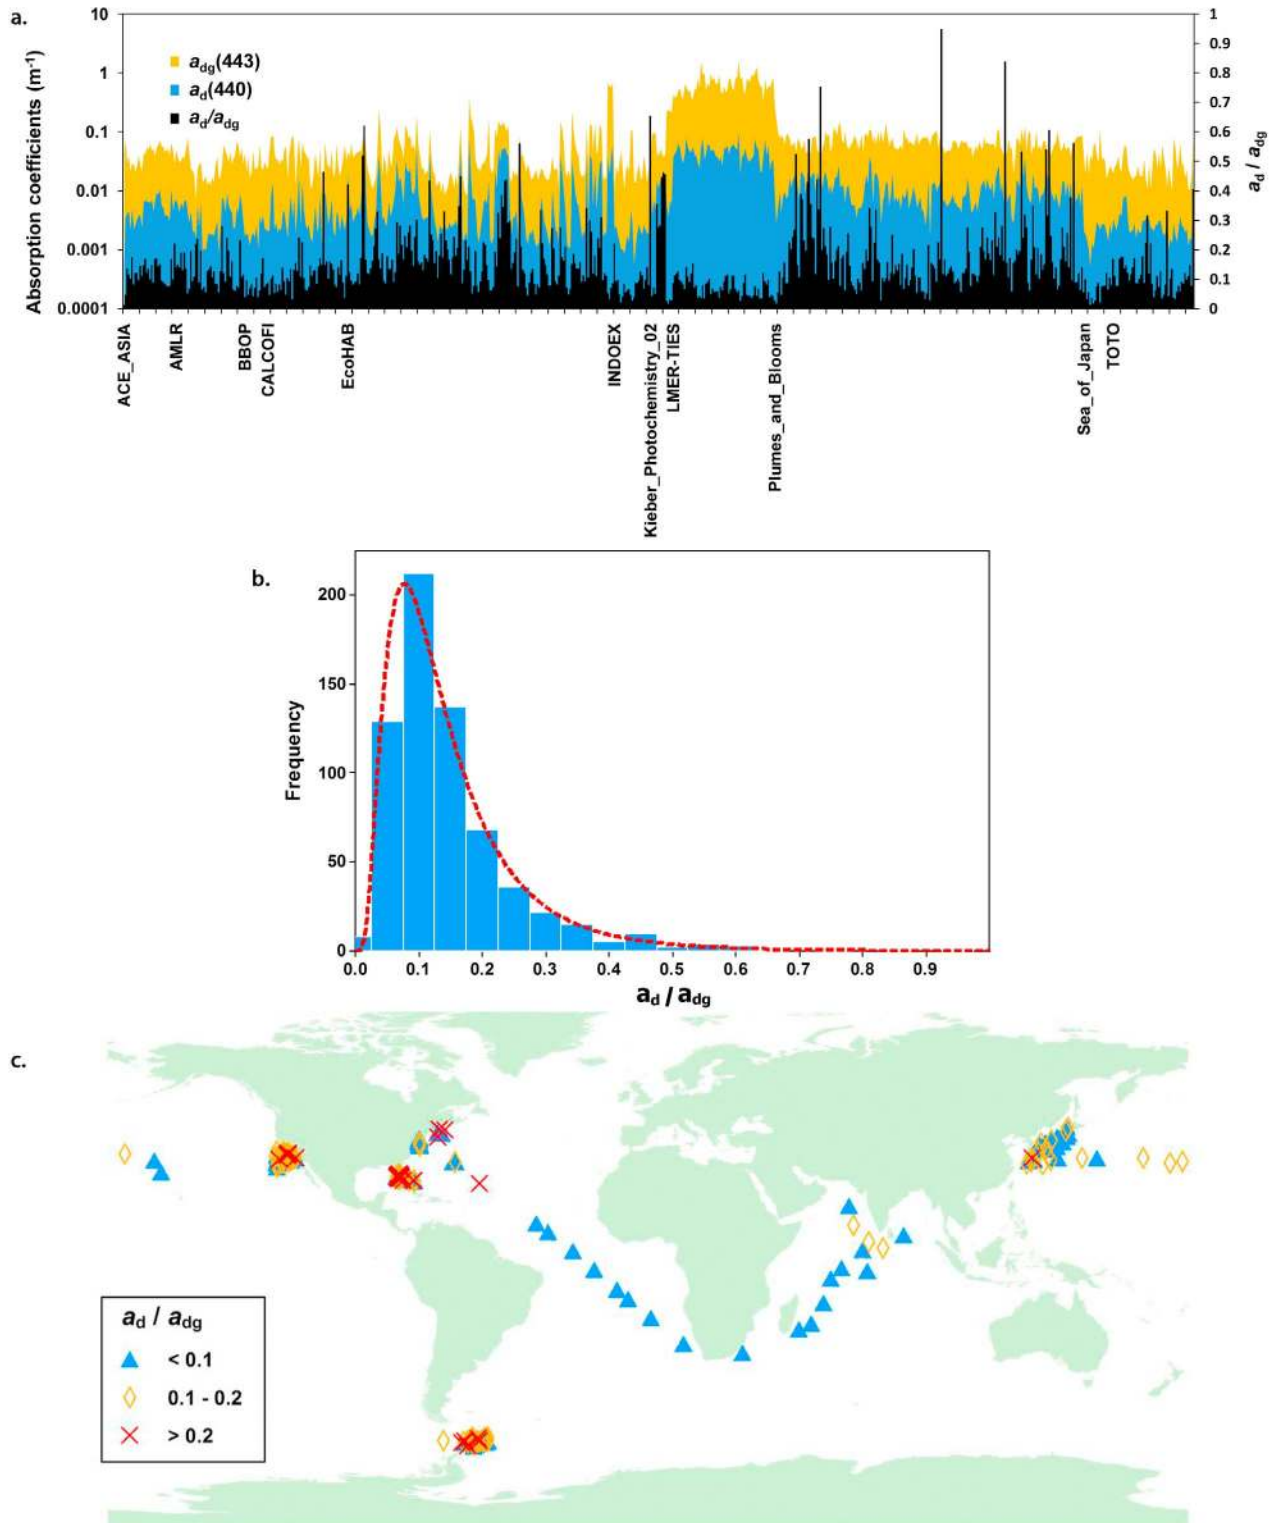 a.
10
1
0.1
0.01
0.001
0.0001
Absorption coefficients (m⁻¹)
adg(443)
ad(440)
ad/adg
1
0.9
0.8
0.7
0.6
0.5
0.4
0.3
0.2
0.1
0
ad / adg
ACE_ASIA
AMLR
BBOP
CALCOFI
EcoHAB
INDOEX
Kieber_Photochemistry_02
LMER-TIES
Plumes_and_Blooms
Sea_of_Japan
TOTO
b.
200
150
100
50
0
Frequency
0.0 0.1 0.2 0.3 0.4 0.5 0.6 0.7 0.8 0.9
ad / adg
c.
ad / adg
< 0.1
0.1 - 0.2
> 0.2